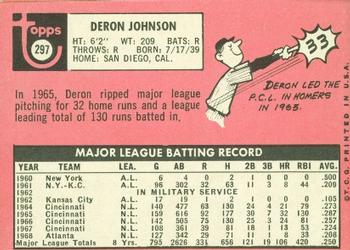 topps
297
DERON JOHNSON
HT: 6'2" WT: 209 BATS: R
THROWS: R BORN: 7/17/39
HOME: SAN DIEGO, CAL.
33
DERON LED THE
P.C.L. IN HOMERS
IN 1963.
In 1965, Deron ripped major league
pitching for 32 home runs and a league
leading total of 130 runs batted in.
MAJOR LEAGUE BATTING RECORD
YEAR TEAM LEA. G AB R H 2B 3B HR RBI AVG.
1960 New York A.L. 6 4 0 2 1 0 0 0 .500
1961 N.Y.-K.C. A.L. 96 302 32 63 11 3 8 44 .209
1962 IN MILITARY SERVICE
1962 Kansas City A.L. 17 19 1 2 1 0 0 0 .105
1964 Cincinnati N.L. 140 477 63 130 24 4 21 79 .273
1965 Cincinnati N.L. 159 616 92 177 30 7 32 130 .287
1966 Cincinnati N.L. 142 505 75 130 25 3 24 81 .257
1967 Cincinnati N.L. 108 361 39 81 18 1 13 53 .224
1968 Atlanta N.L. 127 342 29 71 11 1 8 33 .208
Major League Totals 8 Yrs. 795 2626 331 656 121 19 106 420 .250
© T.C.G. PRINTED IN U.S.A.